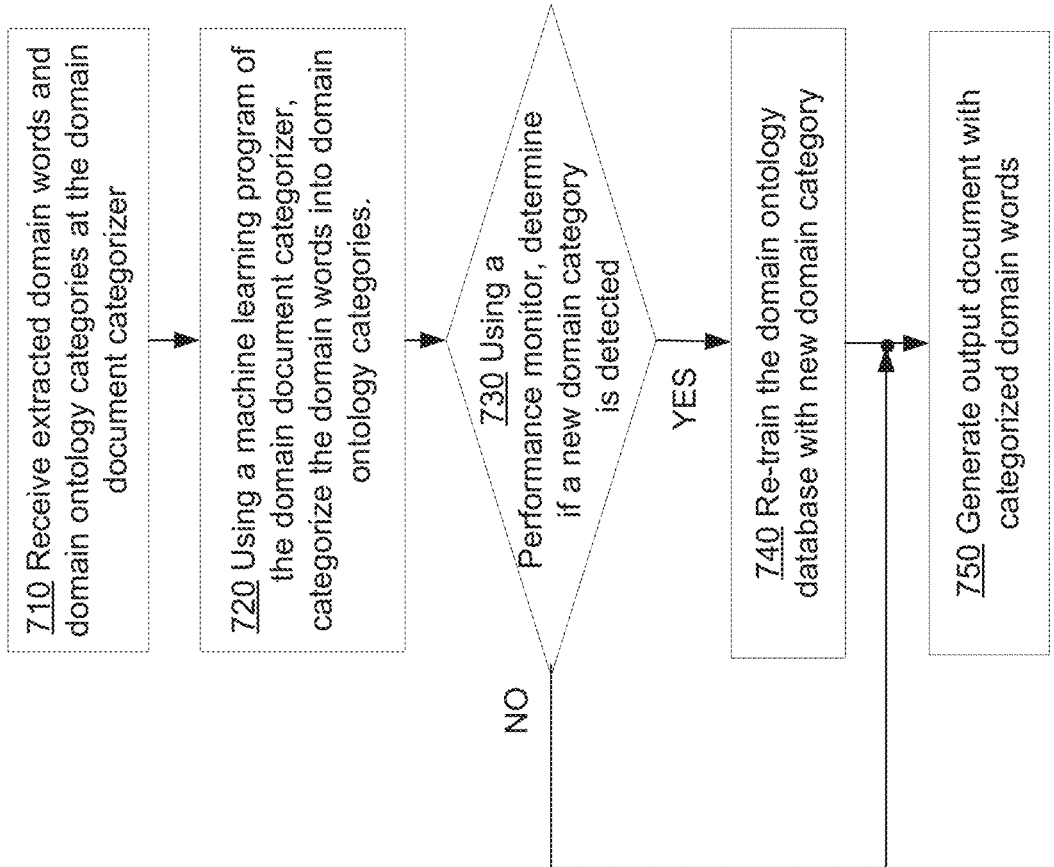 710 Receive extracted domain words and
domain ontology categories at the domain
document categorizer
720 Using a machine learning program of
the domain document categorizer,
categorize the domain words into domain
ontology categories.
730 Using a
Performance monitor, determine
if a new domain category
is detected
NO
YES
740 Re-train the domain ontology
database with new domain category
750 Generate output document with
categorized domain words